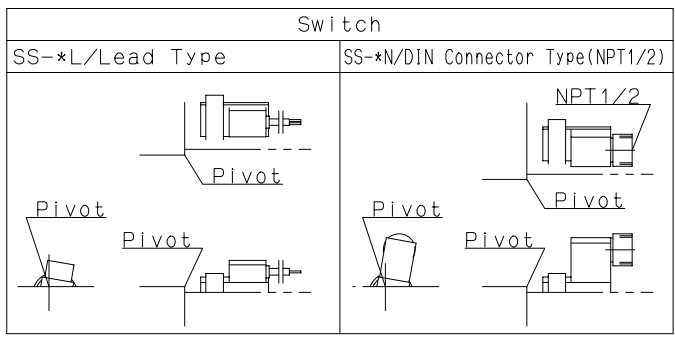 Switch
SS-*L/Lead Type
SS-*N/DIN Connector Type(NPT1/2)
NPT1/2
Pivot
Pivot
Pivot
Pivot
Pivot
Pivot